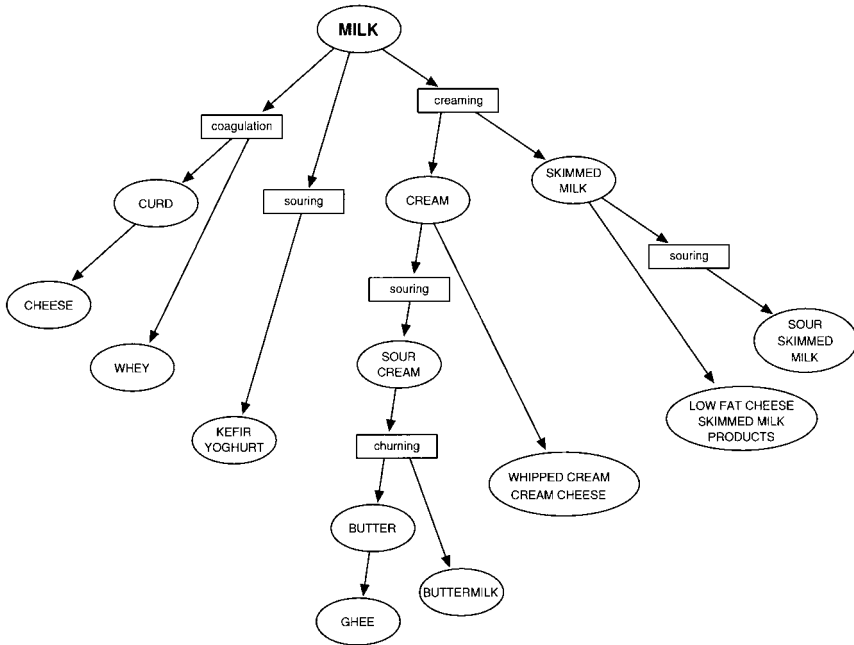 MILK
creaming
coagulation
SKIMMED
MILK
CURD
souring
CREAM
souring
souring
CHEESE
SOUR
SKIMMED
MILK
WHEY
SOUR
CREAM
LOW FAT CHEESE
SKIMMED MILK
PRODUCTS
KEFIR
YOGHURT
churning
WHIPPED CREAM
CREAM CHEESE
BUTTER
BUTTERMILK
GHEE